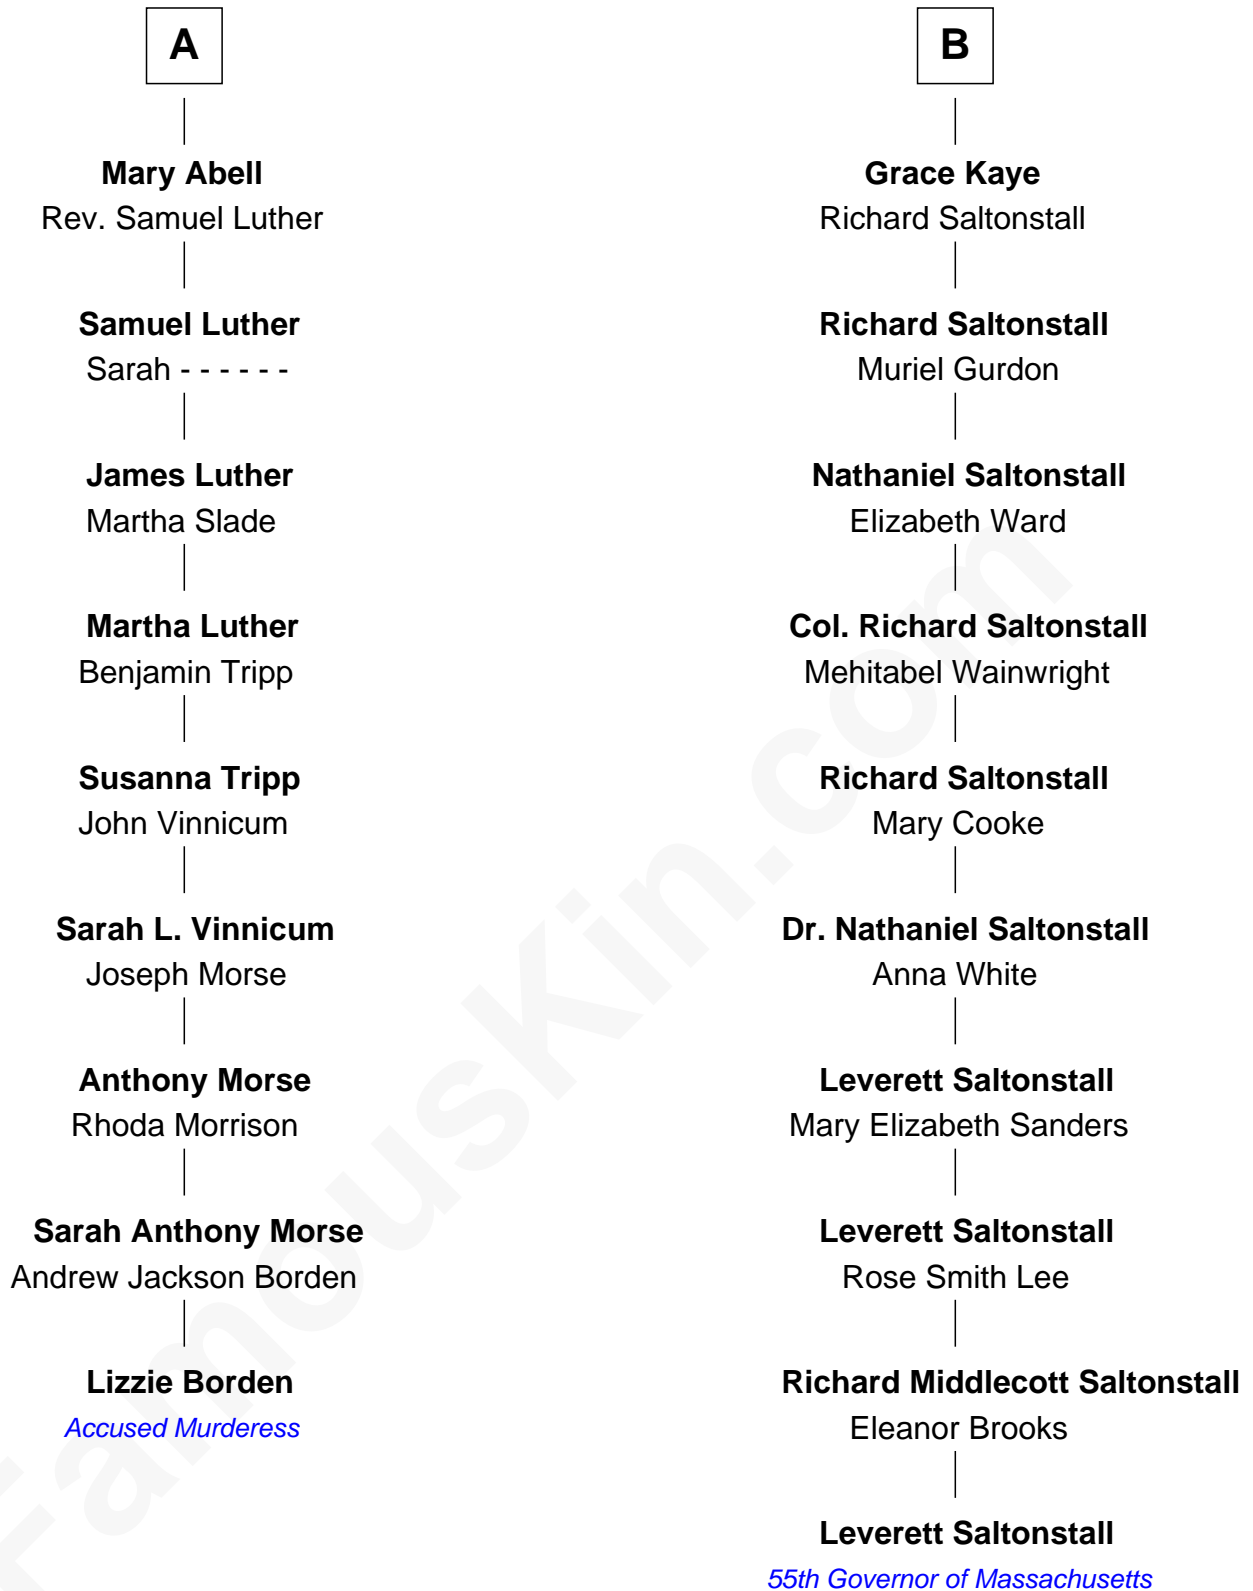 A
Mary Abell
Rev. Samuel Luther
Samuel Luther
Sarah - - - - - -
James Luther
Martha Slade
Martha Luther
Benjamin Tripp
Susanna Tripp
John Vinnicum
Sarah L. Vinnicum
Joseph Morse
Anthony Morse
Rhoda Morrison
Sarah Anthony Morse
Andrew Jackson Borden
Lizzie Borden
Accused Murderess
B
Grace Kaye
Richard Saltonstall
Richard Saltonstall
Muriel Gurdon
Nathaniel Saltonstall
Elizabeth Ward
Col. Richard Saltonstall
Mehitabel Wainwright
Richard Saltonstall
Mary Cooke
Dr. Nathaniel Saltonstall
Anna White
Leverett Saltonstall
Mary Elizabeth Sanders
Leverett Saltonstall
Rose Smith Lee
Richard Middlecott Saltonstall
Eleanor Brooks
Leverett Saltonstall
55th Governor of Massachusetts
FamousKin.com